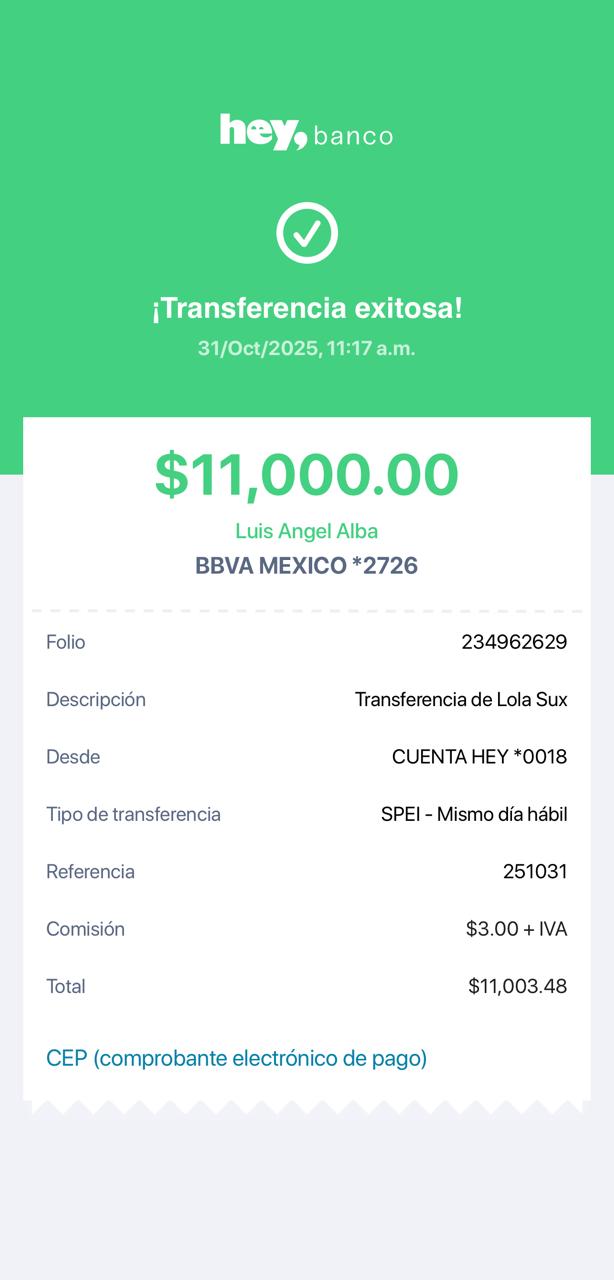 hey, banco
¡Transferencia exitosa!
31/Oct/2025, 11:17 a.m.
$11,000.00
Luis Angel Alba
BBVA MEXICO *2726
Folio 234962629
Descripción Transferencia de Lola Sux
Desde CUENTA HEY *0018
Tipo de transferencia SPEI - Mismo día hábil
Referencia 251031
Comisión $3.00 + IVA
Total $11,003.48
CEP (comprobante electrónico de pago)